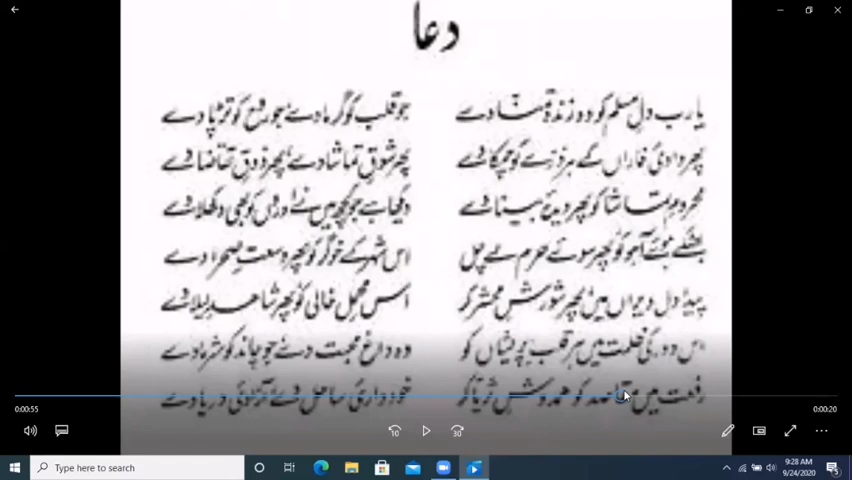 دعا
یا رب دلِ مسلم کو وہ زندہ تمنا دے جو قلب کو گرما دے جو روح کو تڑپا دے
پھر وادیٔ فاراں کے ہر ذرے کو چمکا دے پھر شوقِ تماشا دے، پھر ذوقِ تقاضا دے
محرومِ تماشا کو پھر دیدۂ بینا دے دیکھا ہے جو کچھ میں نے اوروں کو بھی دکھلا دے
بھٹکے ہوئے آہو کو پھر سوئے حرم لے چل اس شہر کے خوگر کو پھر وسعتِ صحرا دے
پیدا دلِ ویراں میں پھر شورشِ محشر کر اس محملِ خالی کو پھر شاہدِ لیلا دے
اس دور کی ظلمت میں ہر قلبِ پریشاں کو وہ داغِ محبت دے جو چاند کو شرما دے
رفعت میں مقاصد کو ہمدوشِ ثریا کر خودداریٔ ساحل دے آزادیٔ دریا دے
0:00:55 0:00:20
10 30
Type here to search
9:28 AM
9/24/2020
5